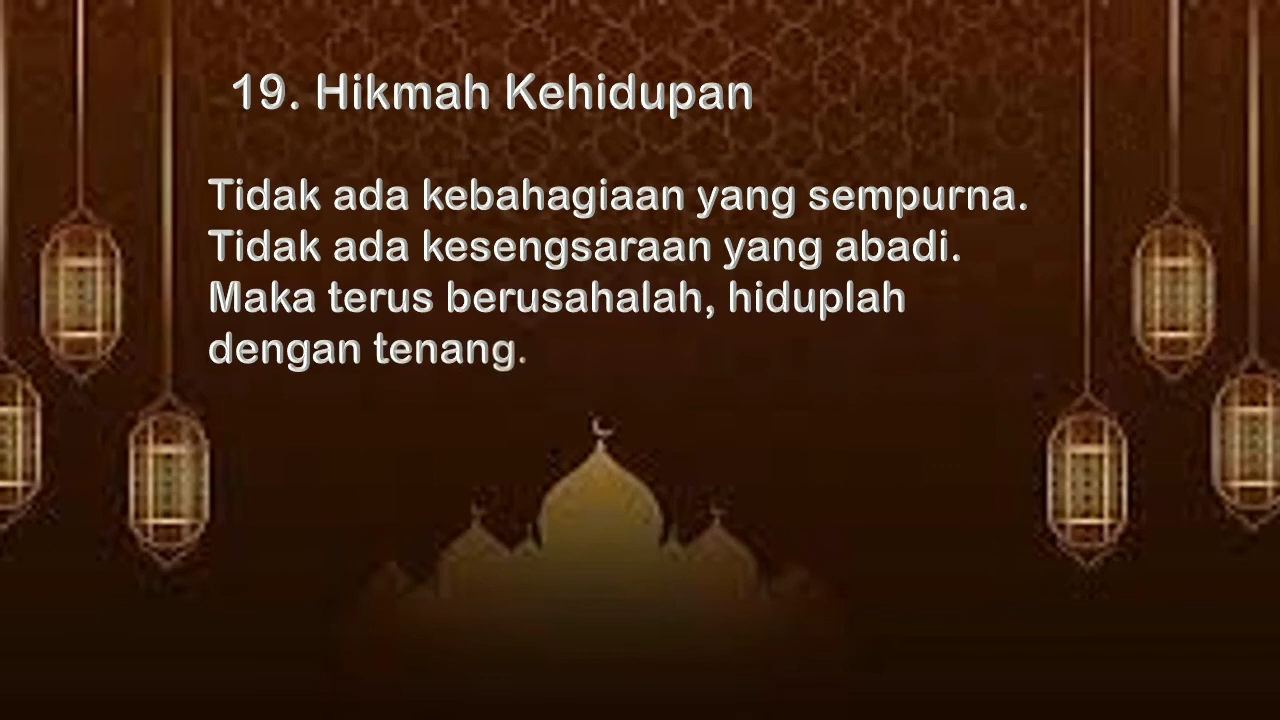 19. Hikmah Kehidupan
Tidak ada kebahagiaan yang sempurna.
Tidak ada kesengsaraan yang abadi.
Maka terus berusahalah, hiduplah
dengan tenang.